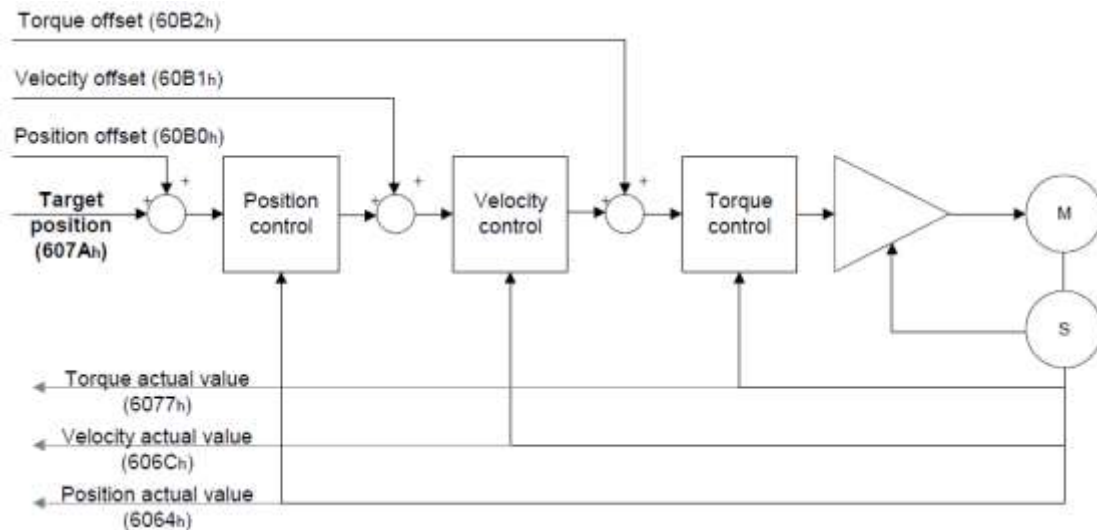 Torque offset (60B2h)
Velocity offset (60B1h)
Position offset (60B0h)
+
+
+
+
+
+
Target
position
(607Ah)
Position
control
Velocity
control
Torque
control
M
S
Torque actual value
(6077h)
Velocity actual value
(606Ch)
Position actual value
(6064h)